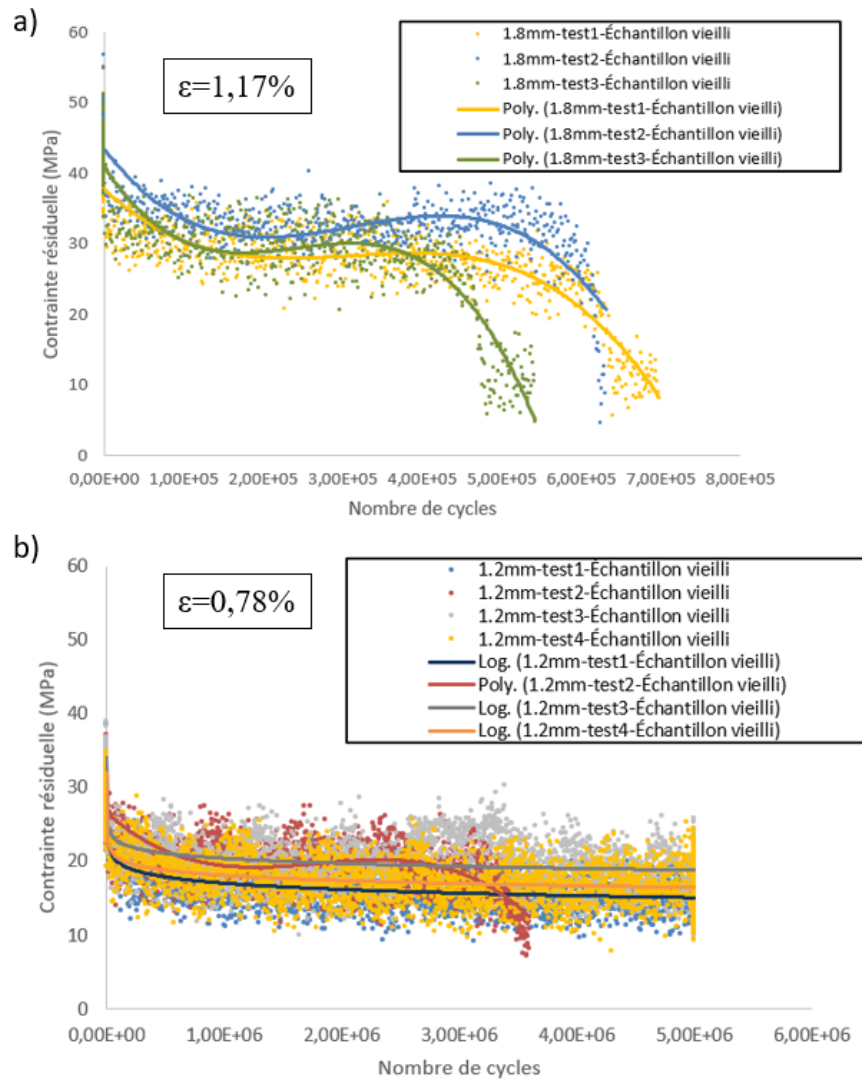 a)
ε=1,17%
1.8mm-test1-Échantillon vieilli
1.8mm-test2-Échantillon vieilli
1.8mm-test3-Échantillon vieilli
Poly. (1.8mm-test1-Échantillon vieilli)
Poly. (1.8mm-test2-Échantillon vieilli)
Poly. (1.8mm-test3-Échantillon vieilli)
Contrainte résiduelle (MPa)
60
50
40
30
20
10
0
0,00E+00 1,00E+05 2,00E+05 3,00E+05 4,00E+05 5,00E+05 6,00E+05 7,00E+05 8,00E+05
Nombre de cycles
b)
ε=0,78%
1.2mm-test1-Échantillon vieilli
1.2mm-test2-Échantillon vieilli
1.2mm-test3-Échantillon vieilli
1.2mm-test4-Échantillon vieilli
Log. (1.2mm-test1-Échantillon vieilli)
Poly. (1.2mm-test2-Échantillon vieilli)
Log. (1.2mm-test3-Échantillon vieilli)
Log. (1.2mm-test4-Échantillon vieilli)
Contrainte résiduelle (MPa)
60
50
40
30
20
10
0
0,00E+00 1,00E+06 2,00E+06 3,00E+06 4,00E+06 5,00E+06 6,00E+06
Nombre de cycles